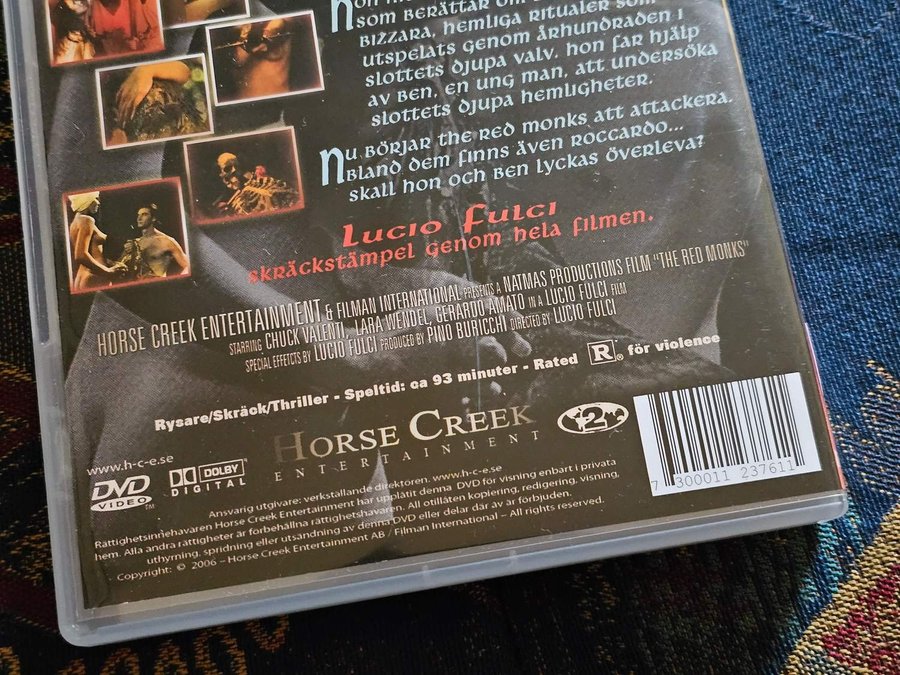 som berättar om
bizzara, hemliga ritualer som
utspelats genom århundraden i
slottets djupa valv. hon far hjälp
av Ben, en ung man, att undersöka
slottets djupa hemligheter.
Nu börjar the red monks att attackera.
Bland dem finns även Roccardo...
skall hon och Ben lyckas överleva?
Lucio Fulci
skräckstämpel genom hela filmen.
HORSE CREEK ENTERTAINMENT & FILMAN INTERNATIONAL PRESENTS A NATMAS PRODUCTIONS FILM "THE RED MONKS"
STARRING CHUCK VALENTI, LARA WENDEL, GERARDO AMATO IN A LUCIO FULCI FILM
SPECIAL EFFETCTS BY LUCIO FULCI PRODUCED BY PINO BURICCHI DIRECTED BY LUCIO FULCI
Rysare/Skräck/Thriller - Speltid: ca 93 minuter - Rated R för violence
HORSE CREEK
ENTERTAINMENT
2
www.h-c-e.se
DVD
VIDEO
TM
DOLBY
DIGITAL
7 300011 237611
Ansvarig utgivare: verkställande direktören. www.h-c-e.se
Rättighetsinnehavaren Horse Creek Entertainment har upplåtit denna DVD för visning enbart i privata
hem. Alla andra rättigheter är förbehållna rättighetshavaren. All otillåten kopiering, redigering, visning,
uthyrning, spridning eller utsändning av denna DVD eller delar där av är förbjuden.
Copyright: © 2006 – Horse Creek Entertainment AB / Filman International – All rights reserved.